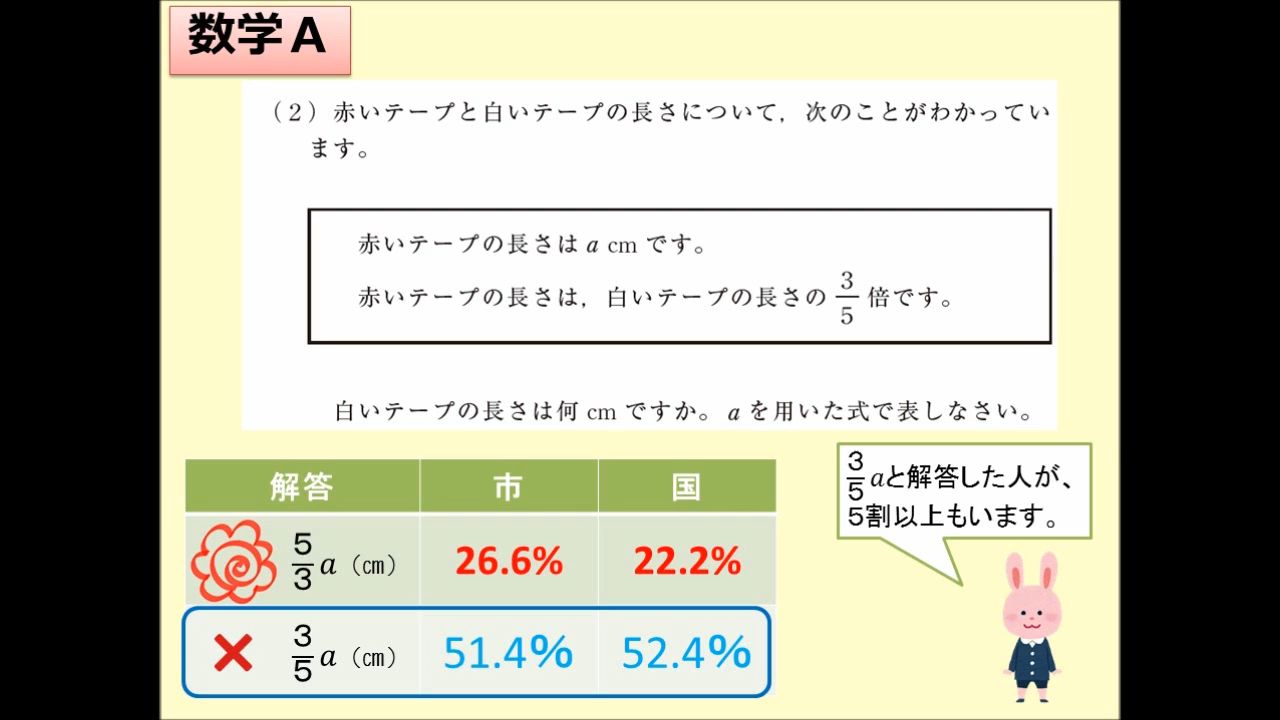 数学A
（２）赤いテープと白いテープの長さについて，次のことがわかってい
ます。
赤いテープの長さは a cm です。
赤いテープの長さは，白いテープの長さの 3/5 倍です。
白いテープの長さは何 cm ですか。a を用いた式で表しなさい。
解答 市 国
5/3 a（㎝） 26.6% 22.2%
3/5 a（㎝） 51.4% 52.4%
3/5 aと解答した人が、
5割以上もいます。